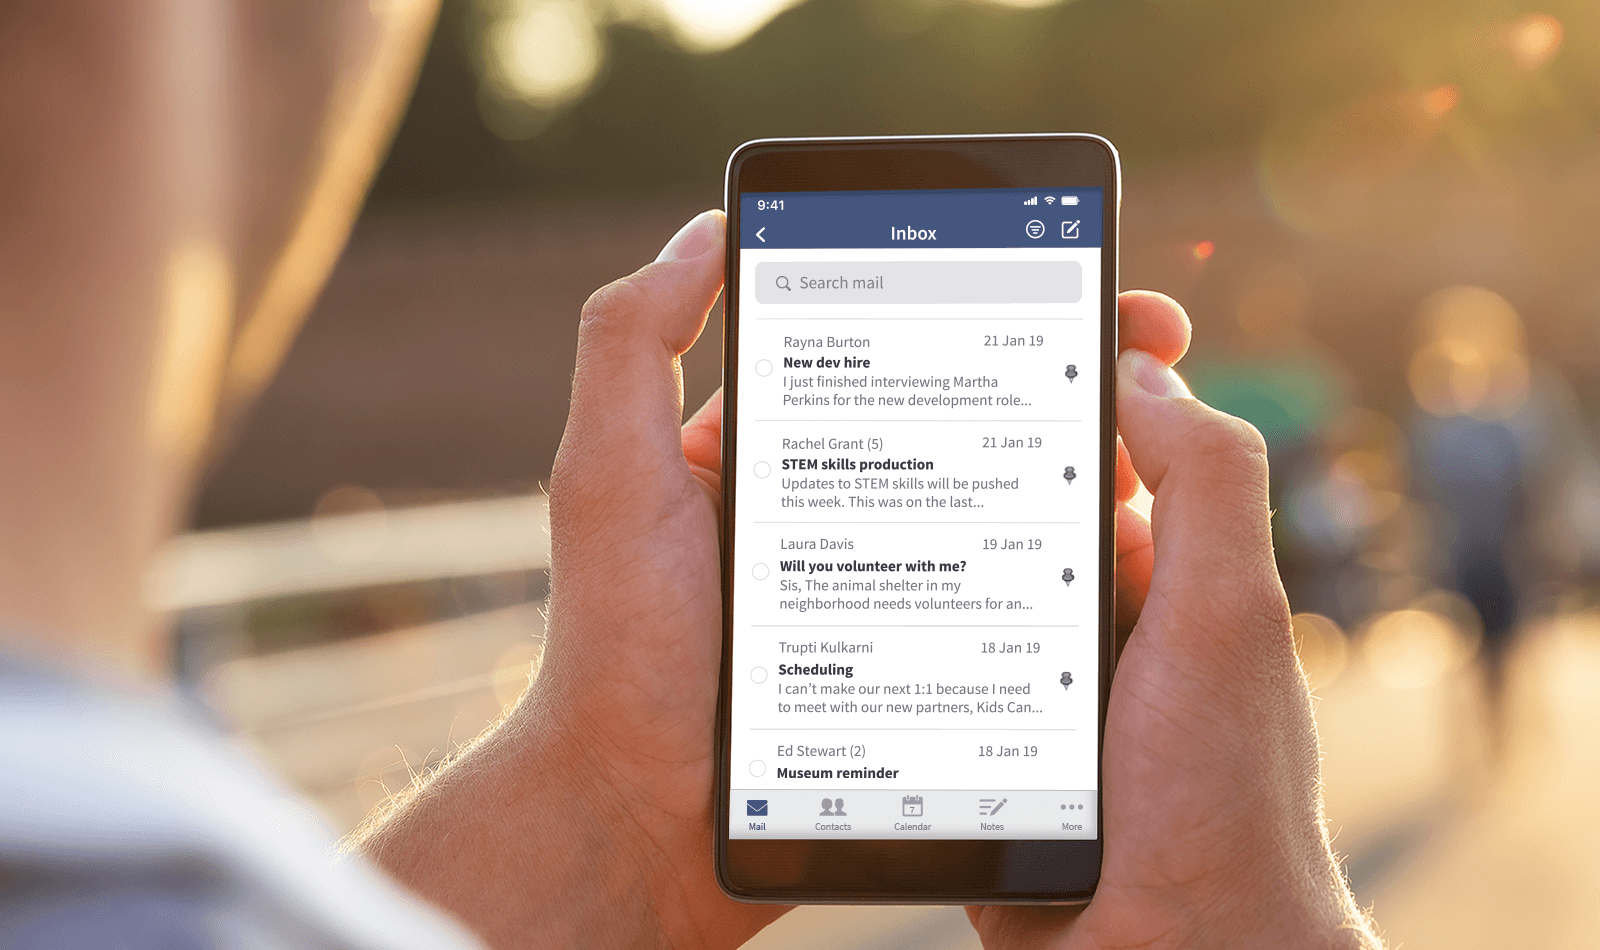 9:41
Inbox
Search mail
Rayna Burton 21 Jan 19
New dev hire
I just finished interviewing Martha
Perkins for the new development role...
Rachel Grant (5) 21 Jan 19
STEM skills production
Updates to STEM skills will be pushed
this week. This was on the last...
Laura Davis 19 Jan 19
Will you volunteer with me?
Sis, The animal shelter in my
neighborhood needs volunteers for an...
Trupti Kulkarni 18 Jan 19
Scheduling
I can’t make our next 1:1 because I need
to meet with our new partners, Kids Can...
Ed Stewart (2) 18 Jan 19
Museum reminder
7
Mail Contacts Calendar Notes More